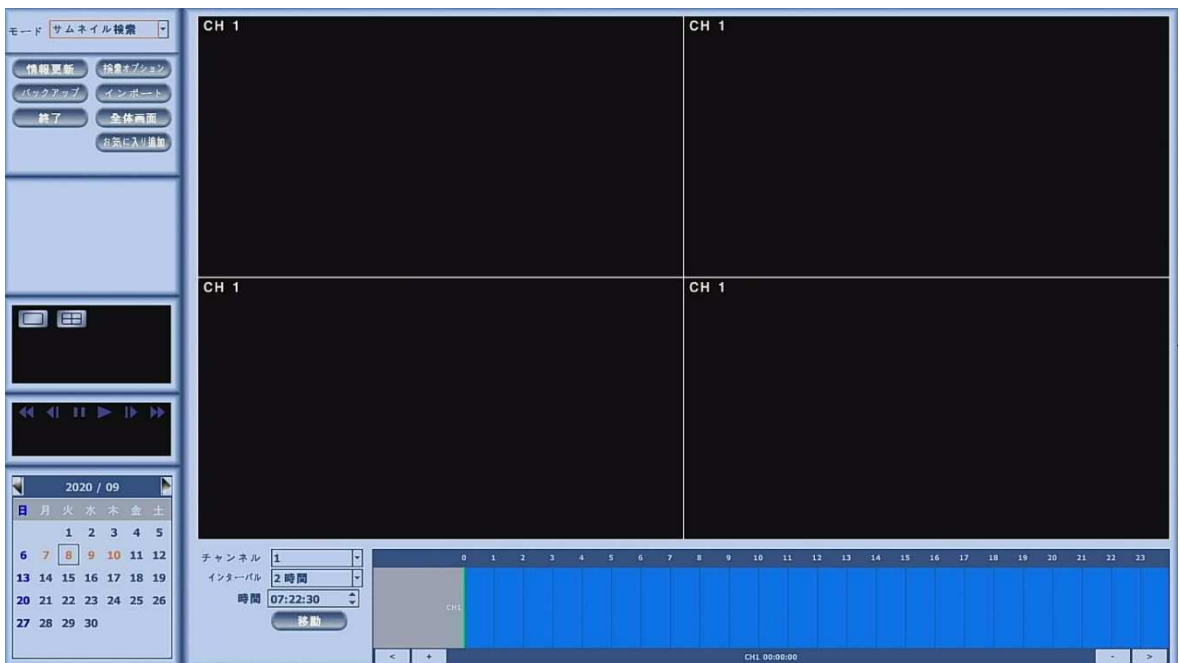 モード サムネイル検索
情報更新 検索オプション
バックアップ インポート
終了 全体画面
お気に入り追加
CH 1
CH 1
CH 1
CH 1
2020 / 09
日 月 火 水 木 金 土
1 2 3 4 5
6 7 8 9 10 11 12
13 14 15 16 17 18 19
20 21 22 23 24 25 26
27 28 29 30
チャンネル 1
インターバル 2 時間
時間 07:22:30
移動
0 1 2 3 4 5 6 7 8 9 10 11 12 13 14 15 16 17 18 19 20 21 22 23
CH1
< + CH1 00:00:00 - >